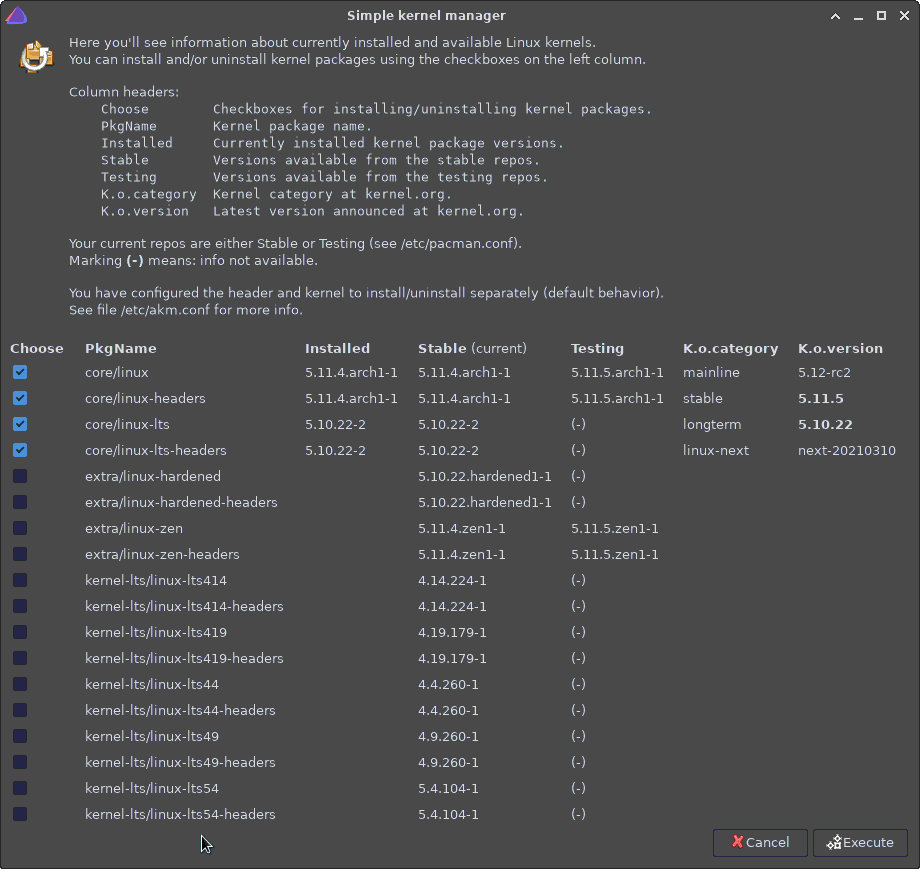 Simple kernel manager
Here you'll see information about currently installed and available Linux kernels.
You can install and/or uninstall kernel packages using the checkboxes on the left column.
Column headers:
Choose Checkboxes for installing/uninstalling kernel packages.
PkgName Kernel package name.
Installed Currently installed kernel package versions.
Stable Versions available from the stable repos.
Testing Versions available from the testing repos.
K.o.category Kernel category at kernel.org.
K.o.version Latest version announced at kernel.org.
Your current repos are either Stable or Testing (see /etc/pacman.conf).
Marking (-) means: info not available.
You have configured the header and kernel to install/uninstall separately (default behavior).
See file /etc/akm.conf for more info.
Choose PkgName Installed Stable (current) Testing K.o.category K.o.version
core/linux 5.11.4.arch1-1 5.11.4.arch1-1 5.11.5.arch1-1 mainline 5.12-rc2
core/linux-headers 5.11.4.arch1-1 5.11.4.arch1-1 5.11.5.arch1-1 stable 5.11.5
core/linux-lts 5.10.22-2 5.10.22-2 (-) longterm 5.10.22
core/linux-lts-headers 5.10.22-2 5.10.22-2 (-) linux-next next-20210310
extra/linux-hardened 5.10.22.hardened1-1 (-)
extra/linux-hardened-headers 5.10.22.hardened1-1 (-)
extra/linux-zen 5.11.4.zen1-1 5.11.5.zen1-1
extra/linux-zen-headers 5.11.4.zen1-1 5.11.5.zen1-1
kernel-lts/linux-lts414 4.14.224-1 (-)
kernel-lts/linux-lts414-headers 4.14.224-1 (-)
kernel-lts/linux-lts419 4.19.179-1 (-)
kernel-lts/linux-lts419-headers 4.19.179-1 (-)
kernel-lts/linux-lts44 4.4.260-1 (-)
kernel-lts/linux-lts44-headers 4.4.260-1 (-)
kernel-lts/linux-lts49 4.9.260-1 (-)
kernel-lts/linux-lts49-headers 4.9.260-1 (-)
kernel-lts/linux-lts54 5.4.104-1 (-)
kernel-lts/linux-lts54-headers 5.4.104-1 (-)
Cancel Execute